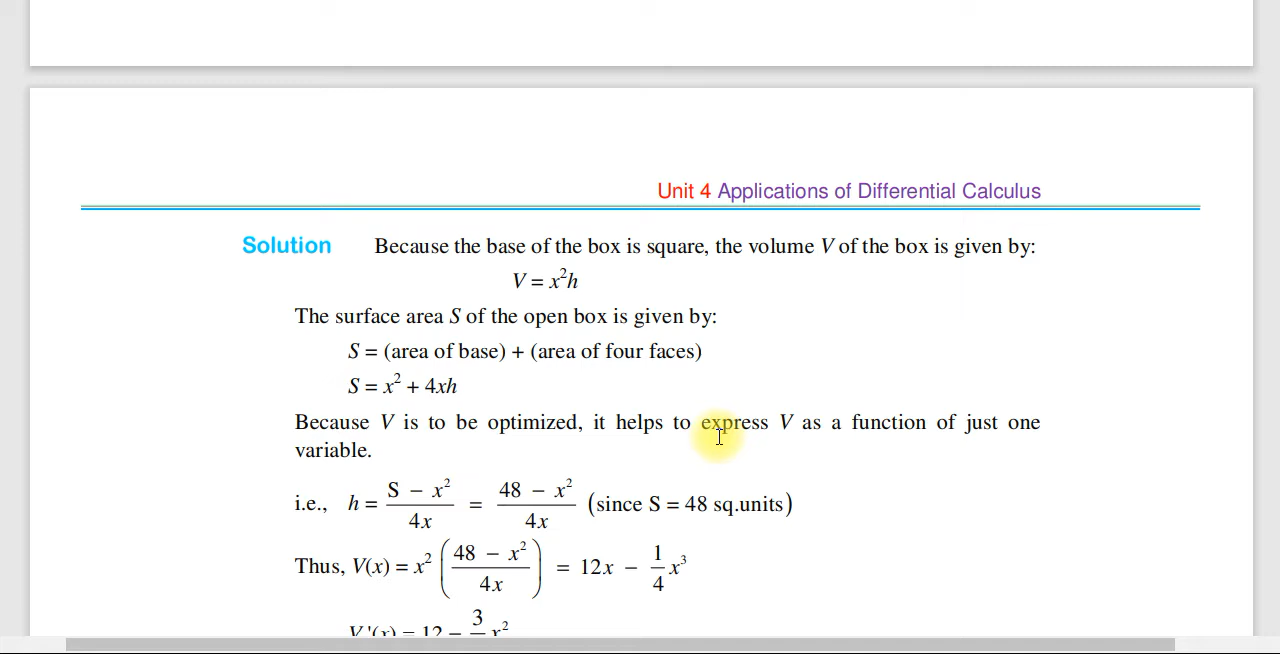 Unit 4 Applications of Differential Calculus
Solution Because the base of the box is square, the volume V of the box is given by:
V = x²h
The surface area S of the open box is given by:
S = (area of base) + (area of four faces)
S = x² + 4xh
Because V is to be optimized, it helps to express V as a function of just one
variable.
i.e., h = (S − x²)/(4x) = (48 − x²)/(4x) (since S = 48 sq.units)
Thus, V(x) = x² ((48 − x²)/(4x)) = 12x − (1/4)x³
V'(x) = 12 − 3 x²